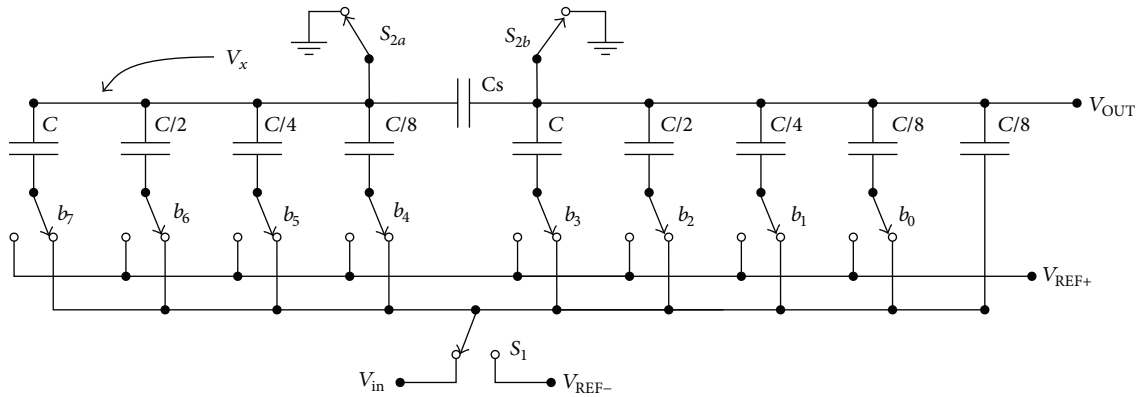 S2a
S2b
Vx
Cs
VOUT
C
C/2
C/4
C/8
C
C/2
C/4
C/8
C/8
b7
b6
b5
b4
b3
b2
b1
b0
VREF+
S1
Vin
VREF−